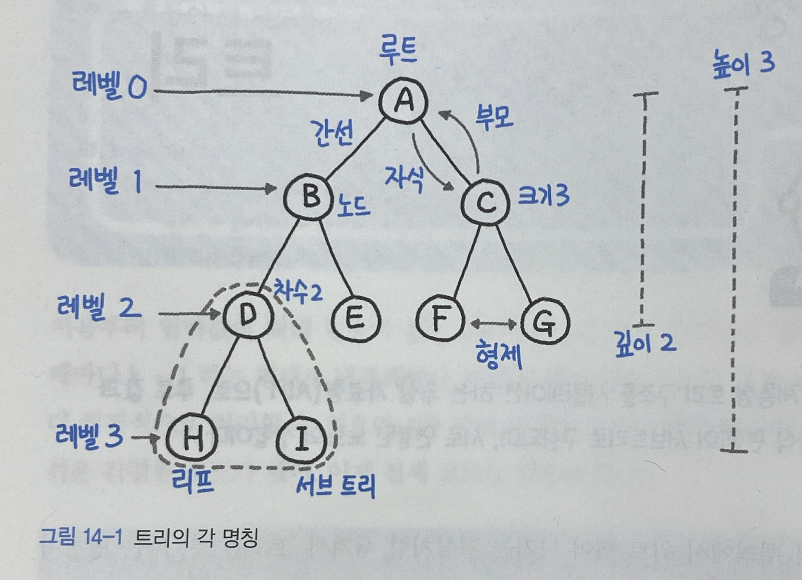 루트
높이 3
레벨 0
A
부모
간선
자식
레벨 1
B
노드
C
크기 3
차수 2
레벨 2
D
E
F
G
형제
깊이 2
레벨 3
H
I
리프
서브 트리
그림 14-1 트리의 각 명칭